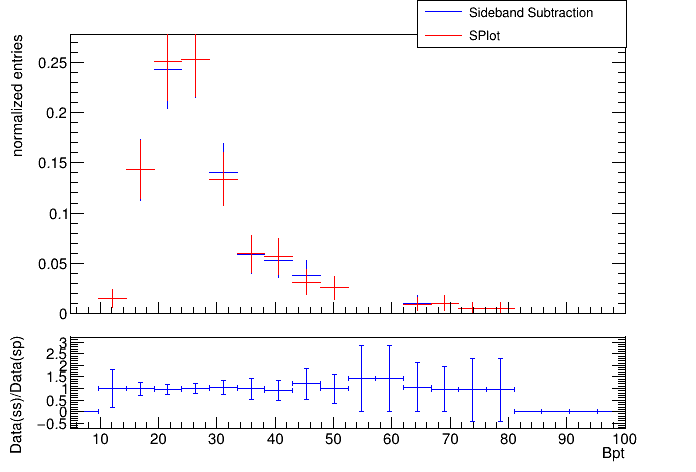 Sideband Subtraction
SPlot
normalized entries
0.25
0.2
0.15
0.1
0.05
0
Data(ss)/Data(sp)
3
2.5
2
1.5
1
0.5
0
−0.5
10 20 30 40 50 60 70 80 90 100
Bpt